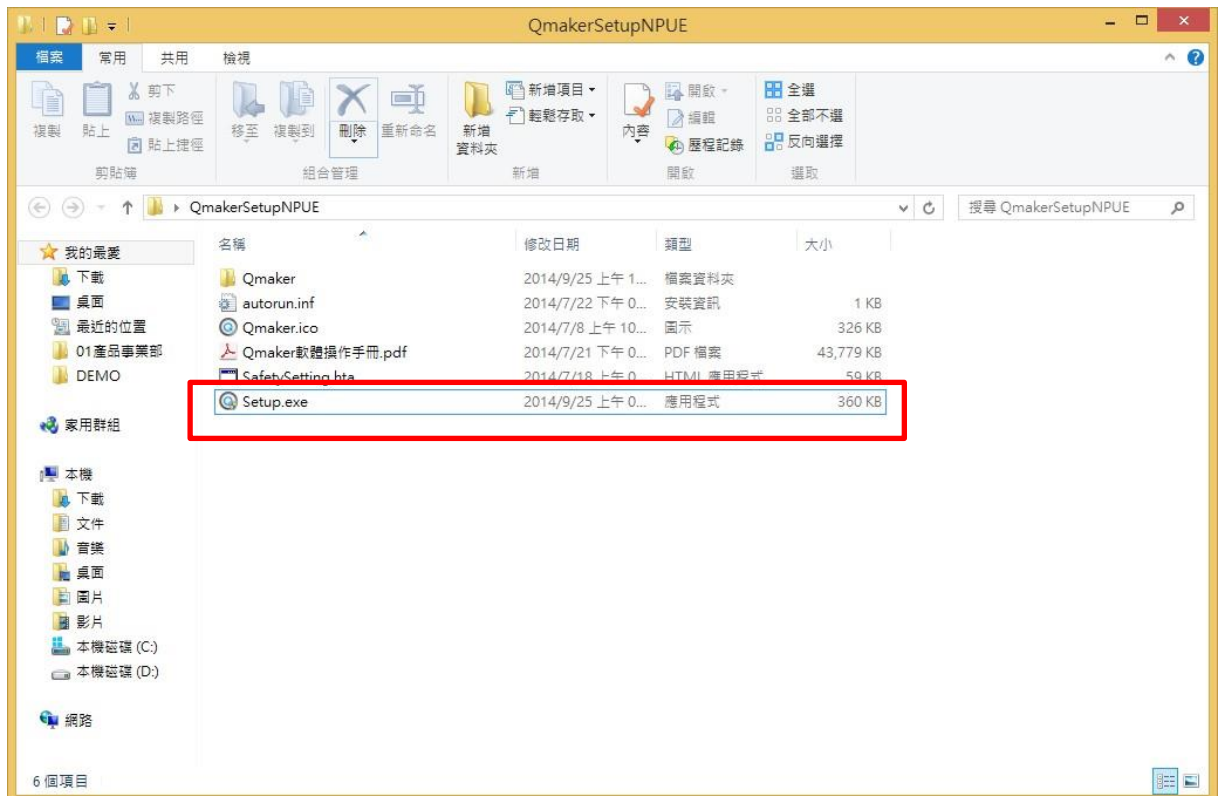 QmakerSetupNPUE
檔案 常用 共用 檢視
複製 貼上 剪下 複製路徑 貼上捷徑
移至 複製到 刪除 重新命名
新增資料夾 新增項目 輕鬆存取
內容 開啟 編輯 歷程記錄
全選 全部不選 反向選擇
剪貼簿 組合管理 新增 開啟 選取
QmakerSetupNPUE
搜尋 QmakerSetupNPUE
我的最愛
下載
桌面
最近的位置
01產品事業部
DEMO
家用群組
本機
下載
文件
音樂
桌面
圖片
影片
本機磁碟 (C:)
本機磁碟 (D:)
網路
名稱 修改日期 類型 大小
Qmaker 2014/9/25 上午 1... 檔案資料夾
autorun.inf 2014/7/22 下午 0... 安裝資訊 1 KB
Qmaker.ico 2014/7/8 上午 10... 圖示 326 KB
Qmaker軟體操作手冊.pdf 2014/7/21 下午 0... PDF 檔案 43,779 KB
SafetySetting.hta 2014/7/18 上午 0... HTML 應用程式 59 KB
Setup.exe 2014/9/25 上午 0... 應用程式 360 KB
6 個項目